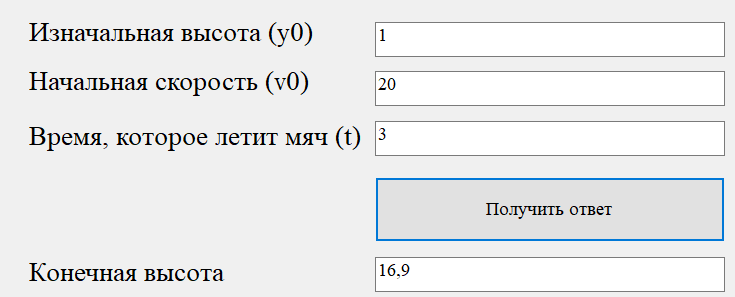 Изначальная высота (y0) 1
Начальная скорость (v0) 20
Время, которое летит мяч (t) 3
Получить ответ
Конечная высота 16,9